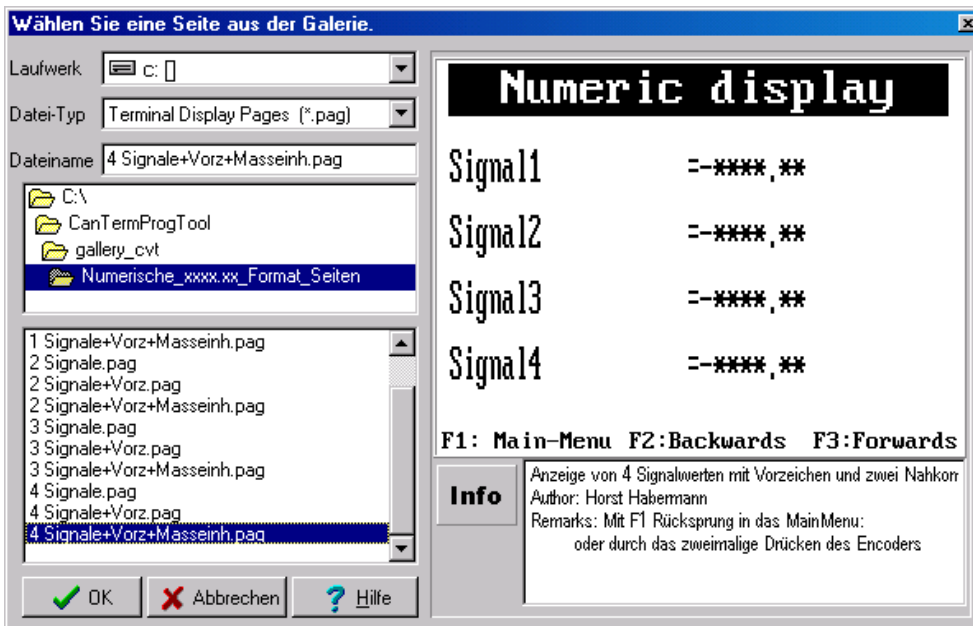 Wählen Sie eine Seite aus der Galerie.
Laufwerk c: []
Datei-Typ Terminal Display Pages (*.pag)
Dateiname 4 Signale+Vorz+Masseinh.pag
C:\
CanTermProgTool
gallery_cvt
Numerische_xxxx.xx_Format_Seiten
1 Signale+Vorz+Masseinh.pag
2 Signale.pag
2 Signale+Vorz.pag
2 Signale+Vorz+Masseinh.pag
3 Signale.pag
3 Signale+Vorz.pag
3 Signale+Vorz+Masseinh.pag
4 Signale.pag
4 Signale+Vorz.pag
4 Signale+Vorz+Masseinh.pag
OK Abbrechen Hilfe
Numeric display
Signal1 =-****.**
Signal2 =-****.**
Signal3 =-****.**
Signal4 =-****.**
F1: Main-Menu F2:Backwards F3:Forwards
Info
Anzeige von 4 Signalwerten mit Vorzeichen und zwei Nahkom
Author: Horst Habermann
Remarks: Mit F1 Rücksprung in das MainMenu:
oder durch das zweimalige Drücken des Encoders